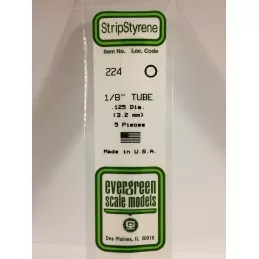 StripStyrene
Item No. Loc. Code
224
1/8" TUBE
.125 Dia.
(3.2 mm)
5 Pieces
Made in U.S.A.
evergreen
scale models
Des Plaines, IL 60018